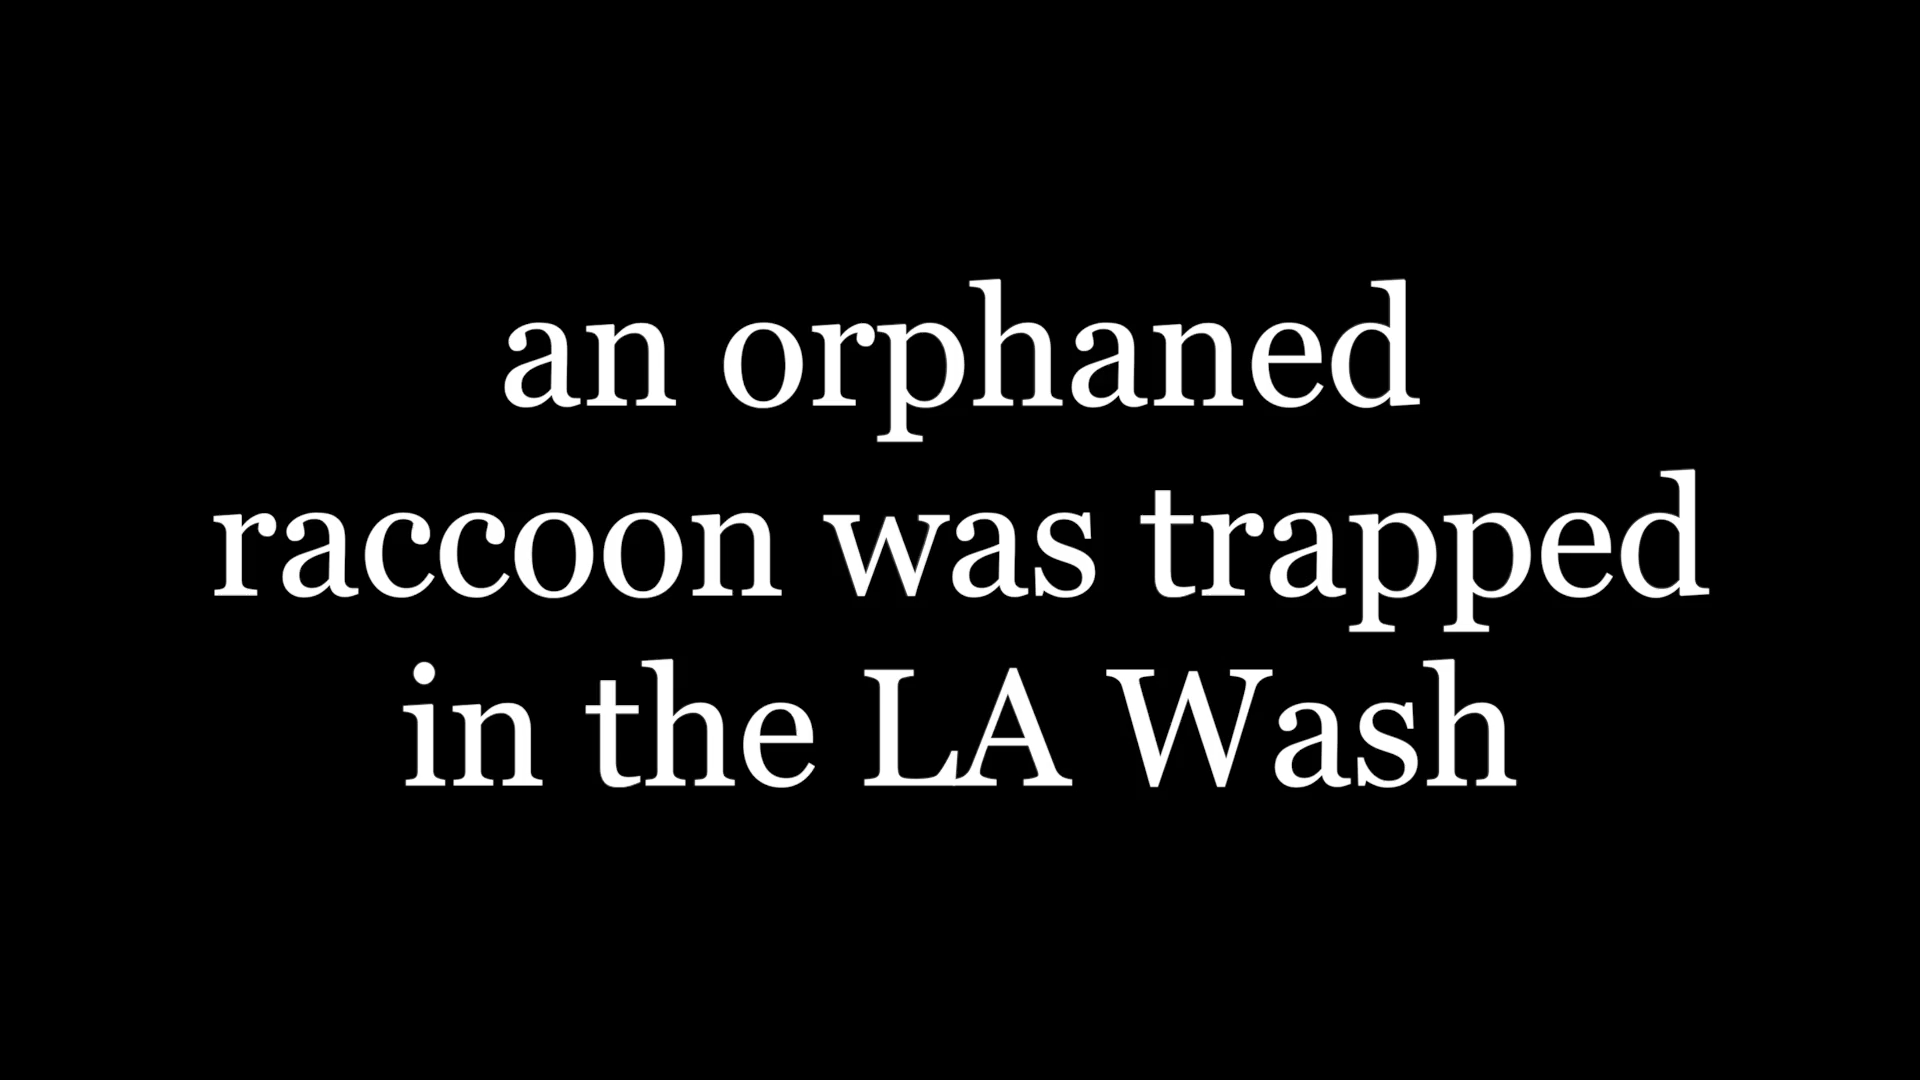 an orphaned
raccoon was trapped
in the LA Wash